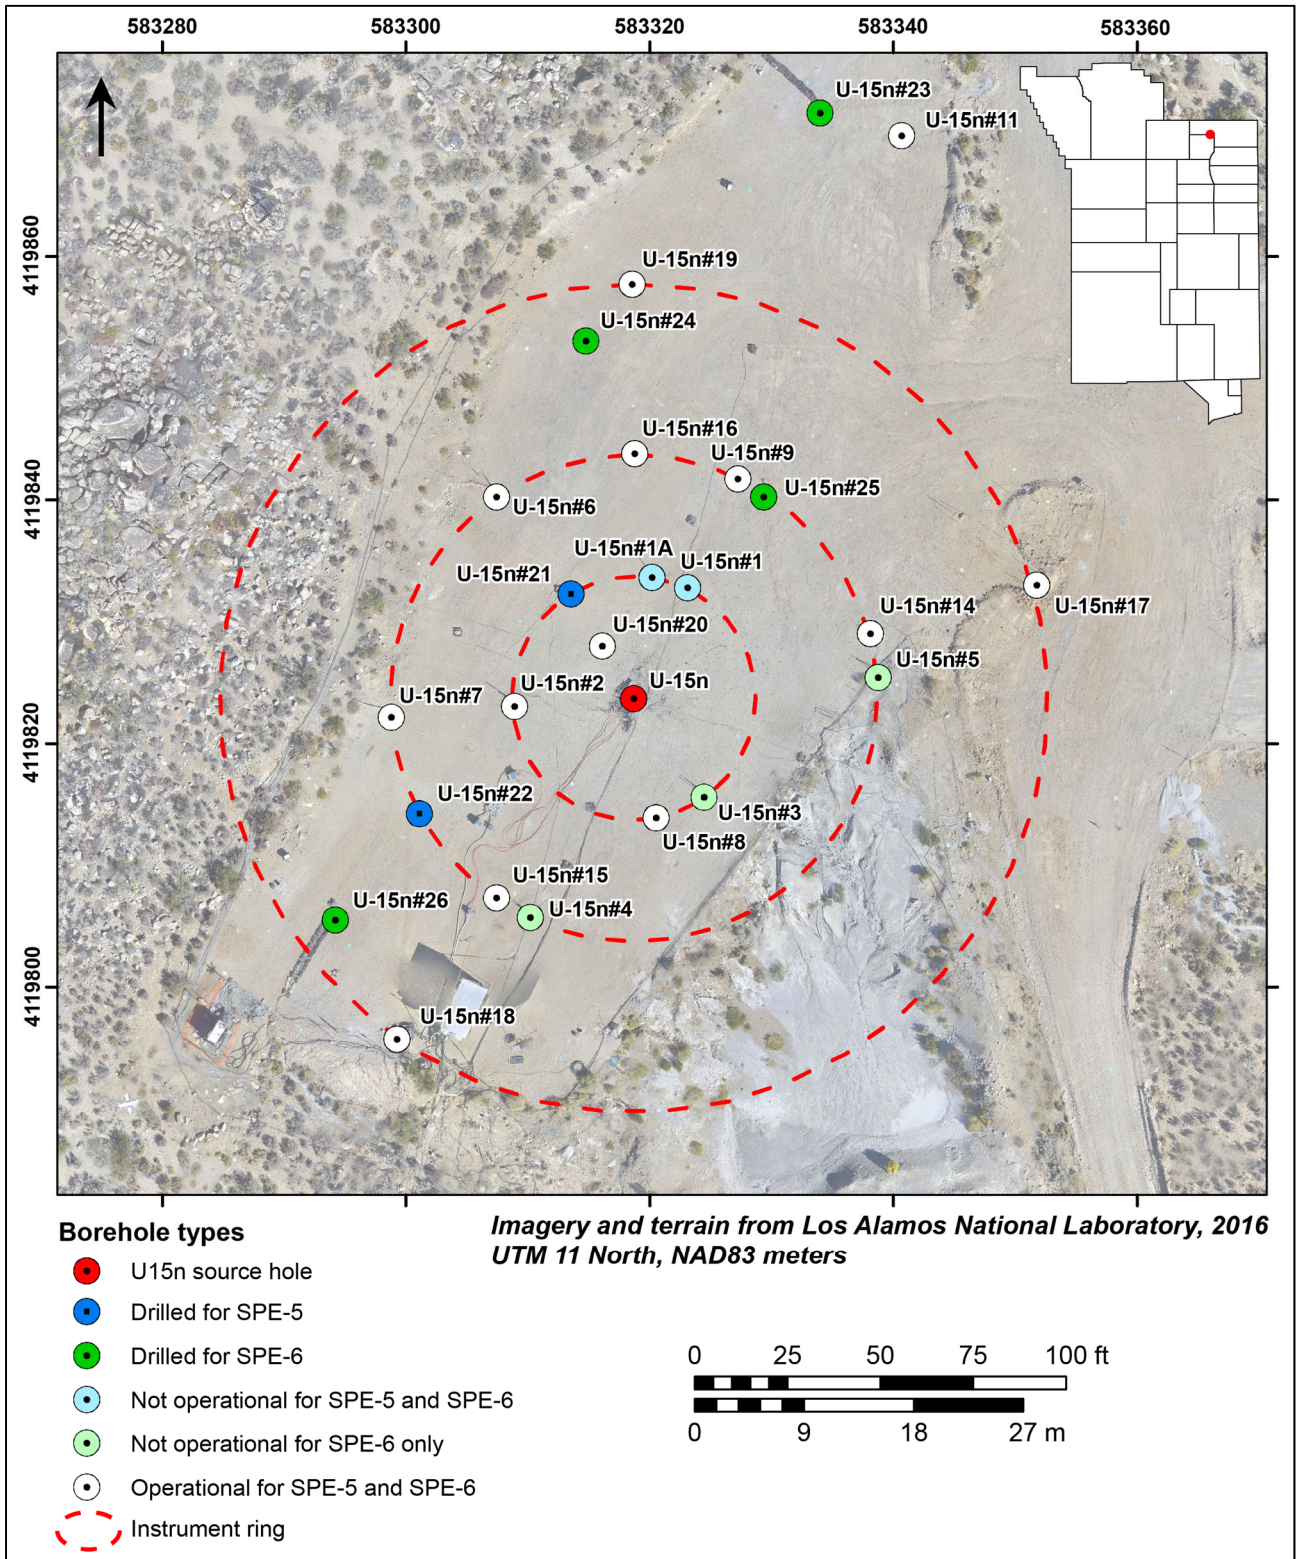 583280
583300
583320
583340
583360
U-15n#23
U-15n#11
4119860
U-15n#19
U-15n#24
U-15n#16
U-15n#9
4119840
U-15n#25
U-15n#6
U-15n#1A
U-15n#1
U-15n#21
U-15n#17
U-15n#14
U-15n#20
U-15n#5
U-15n
U-15n#2
U-15n#7
4119820
U-15n#22
U-15n#3
U-15n#8
U-15n#15
U-15n#26
U-15n#4
4119800
U-15n#18
Borehole types
Imagery and terrain from Los Alamos National Laboratory, 2016
UTM 11 North, NAD83 meters
U15n source hole
Drilled for SPE-5
Drilled for SPE-6
Not operational for SPE-5 and SPE-6
Not operational for SPE-6 only
Operational for SPE-5 and SPE-6
Instrument ring
0 25 50 75 100 ft
0 9 18 27 m